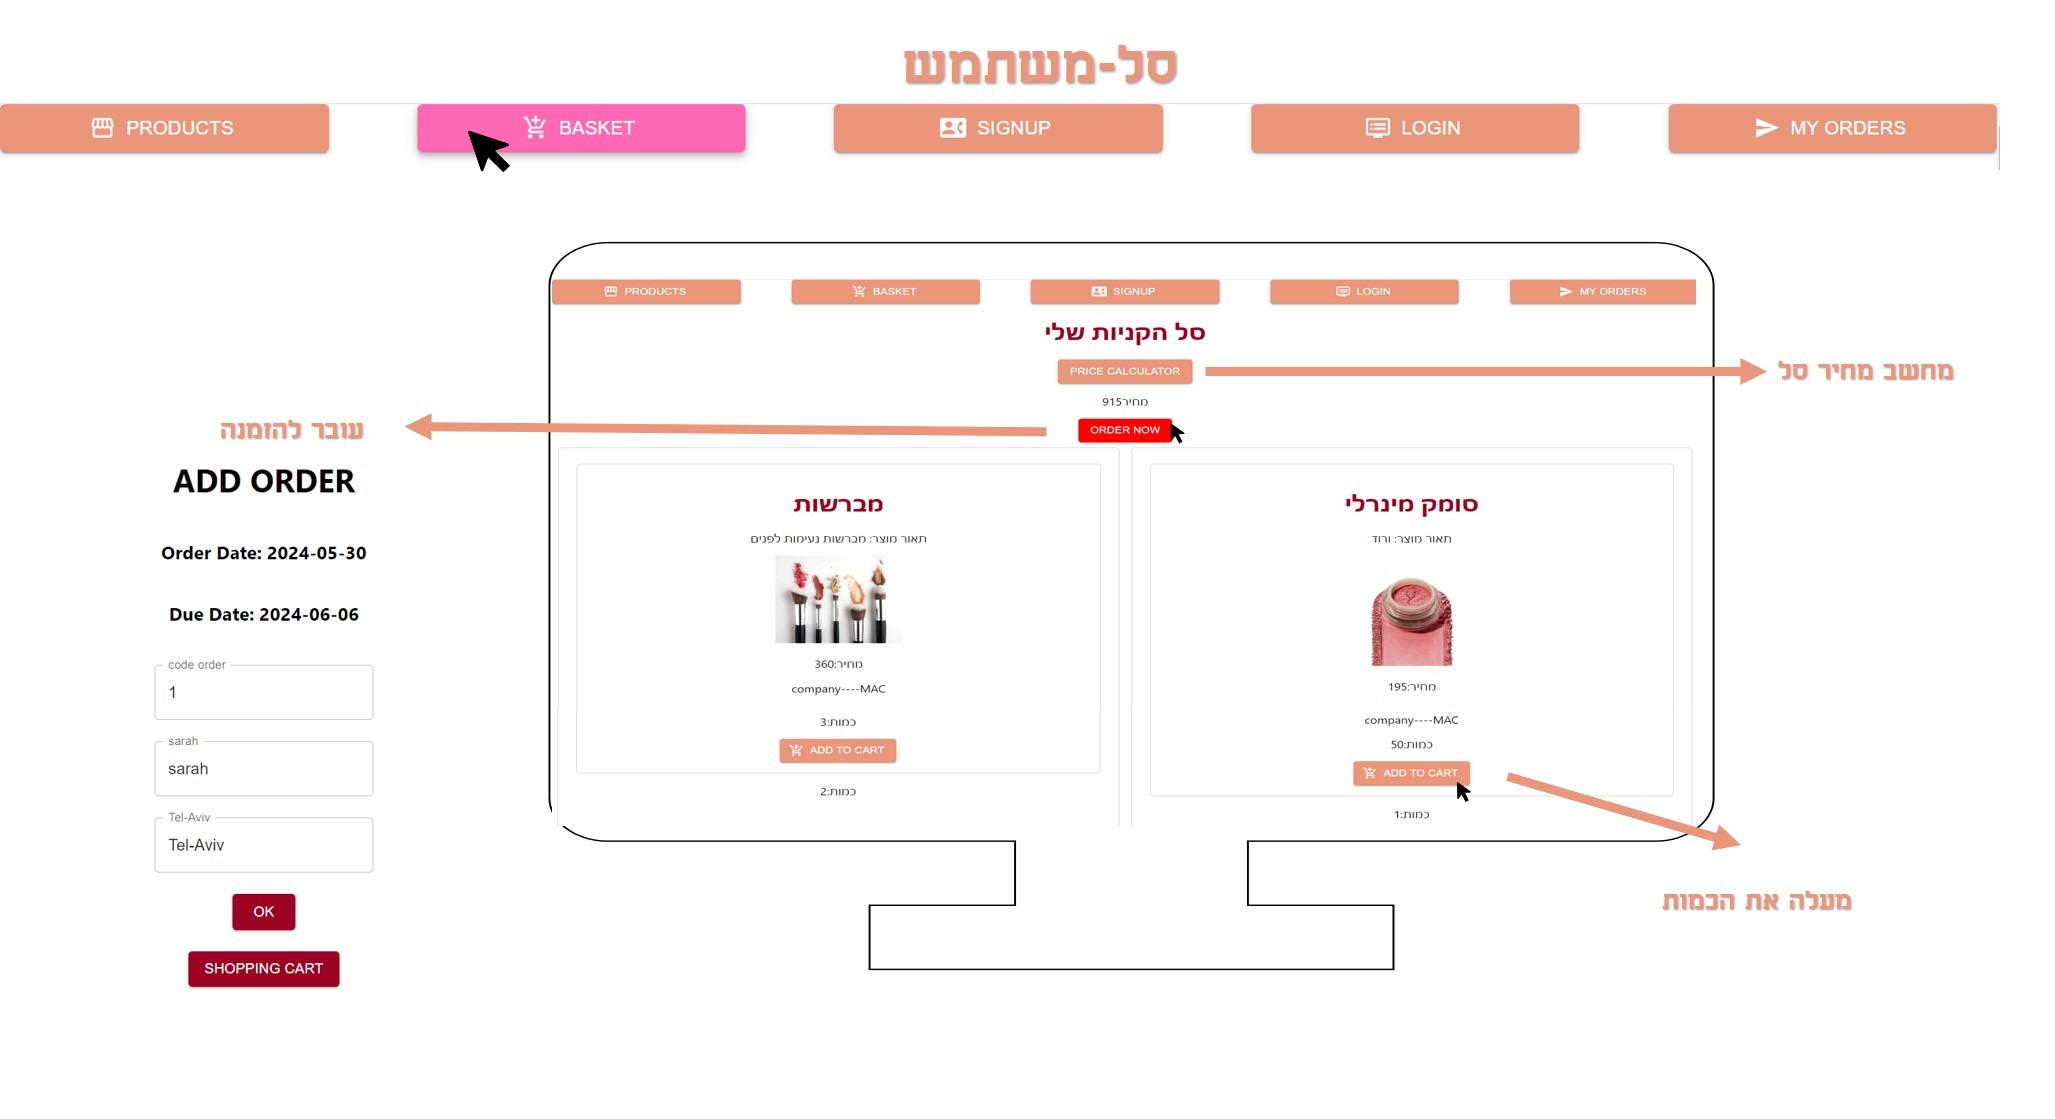 סל-משתמש
PRODUCTS
BASKET
SIGNUP
LOGIN
MY ORDERS
PRODUCTS
BASKET
SIGNUP
LOGIN
MY ORDERS
סל הקניות שלי
PRICE CALCULATOR
מחשב מחיר סל
מחיר915
ORDER NOW
עובר להזמנה
ADD ORDER
Order Date: 2024-05-30
Due Date: 2024-06-06
code order
1
sarah
sarah
Tel-Aviv
Tel-Aviv
OK
SHOPPING CART
מברשות
תאור מוצר: מברשות נעימות לפנים
מחיר:360
company----MAC
כמות:3
ADD TO CART
כמות:2
סומק מינרלי
תאור מוצר: ורוד
מחיר:195
company----MAC
כמות:50
ADD TO CART
כמות:1
מעלה את הכמות